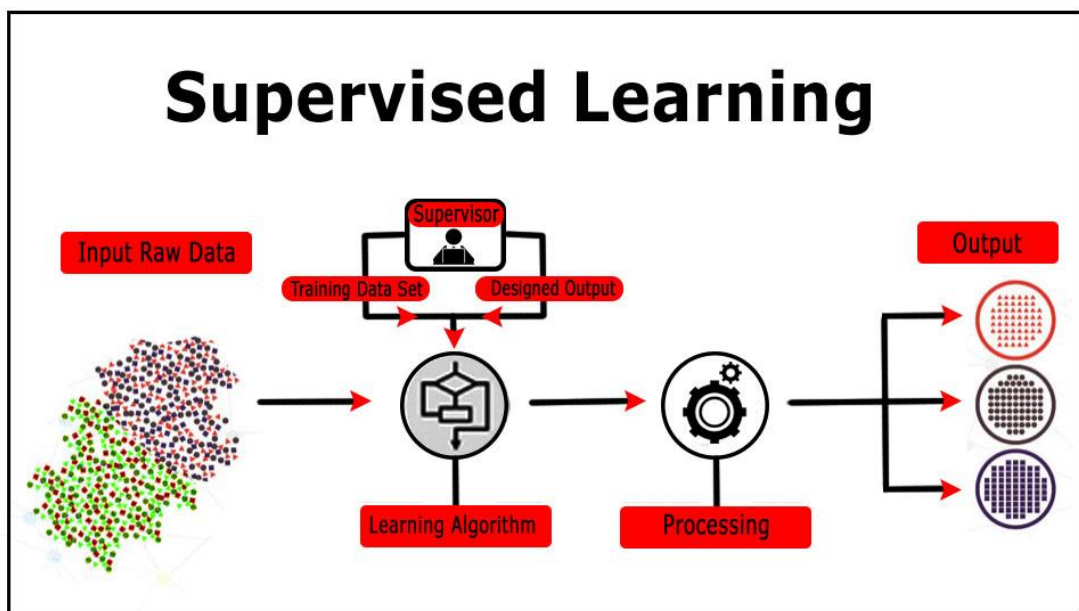 Supervised Learning
Supervisor
Input Raw Data
Output
Training Data Set
Designed Output
Learning Algorithm
Processing